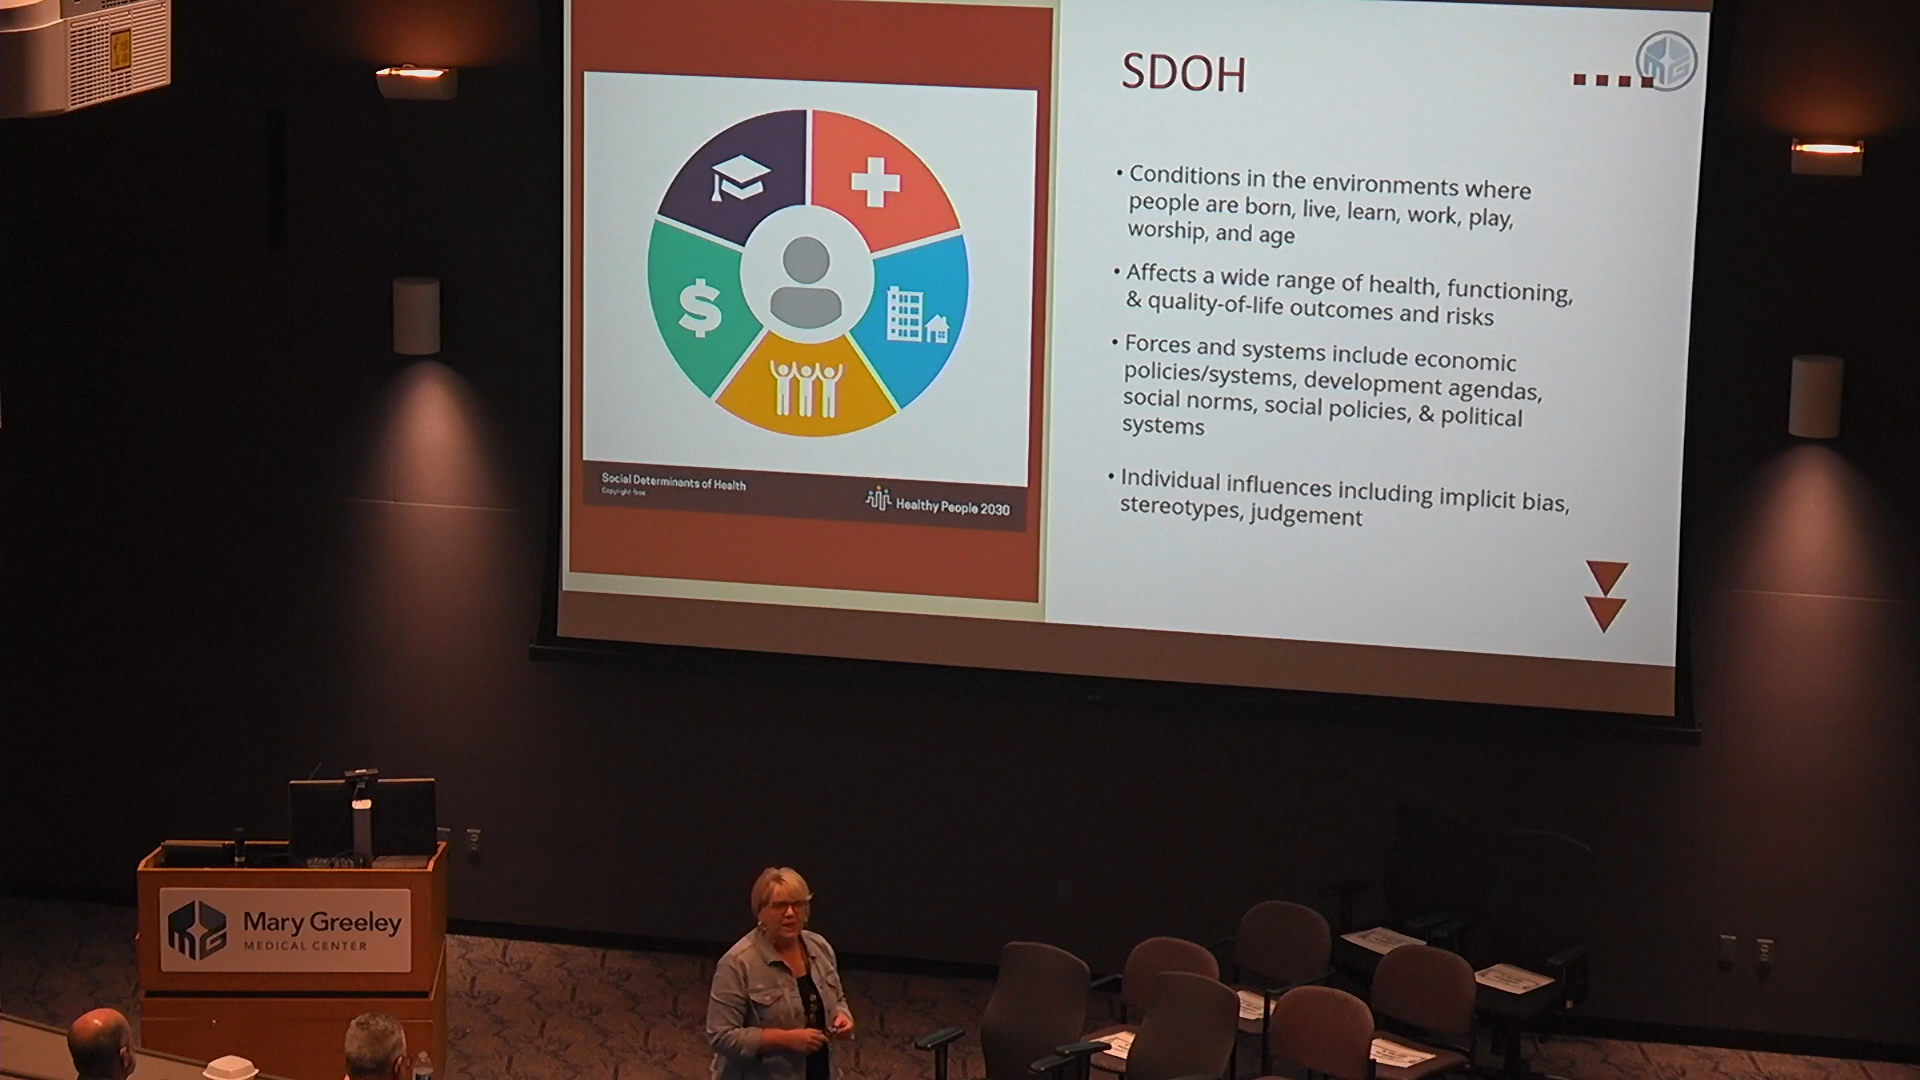 SDOH
• Conditions in the environments where
people are born, live, learn, work, play,
worship, and age
• Affects a wide range of health, functioning,
& quality-of-life outcomes and risks
• Forces and systems include economic
policies/systems, development agendas,
social norms, social policies, & political
systems
• Individual influences including implicit bias,
stereotypes, judgement
Social Determinants of Health
Copyright free
Healthy People 2030
MG
Mary Greeley
MEDICAL CENTER